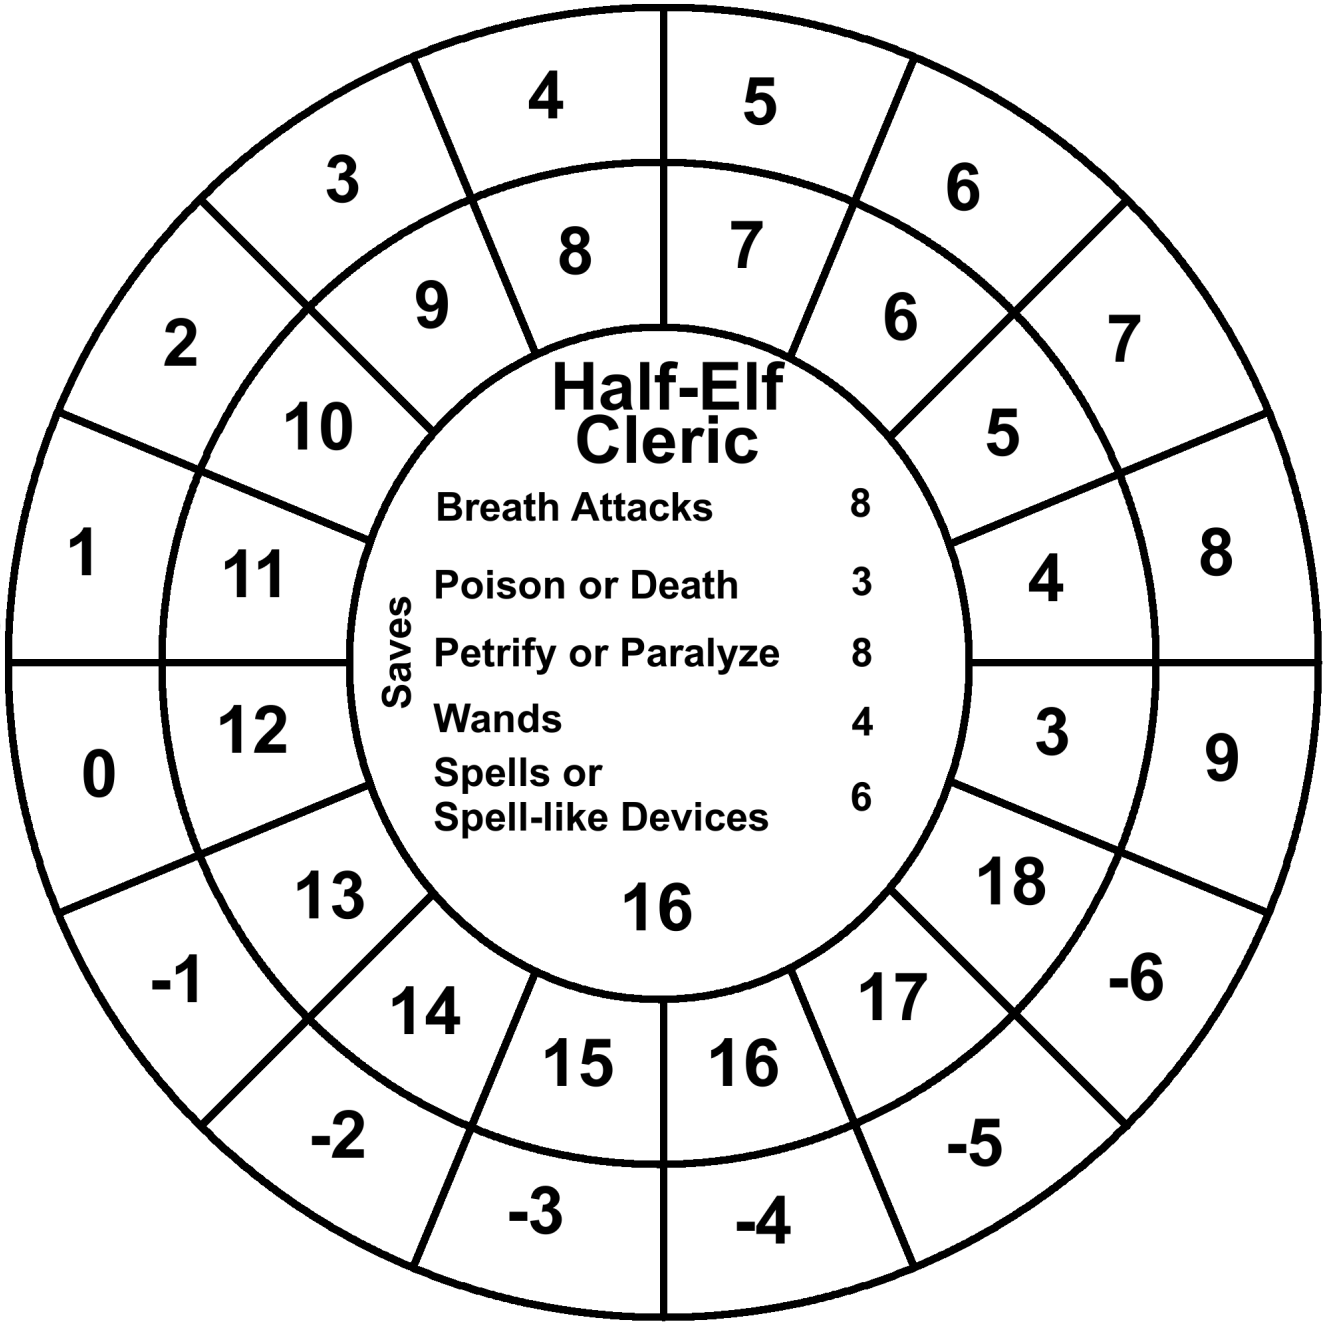 4 5
3 6
8 7
9 6
2 7
10 5
Half-Elf
Cleric
Breath Attacks 8
1 8
11 4
Poison or Death 3
Saves
Petrify or Paralyze 8
Wands 4
12 3
0 9
Spells or
Spell-like Devices 6
13 18
16
-1 -6
14 17
15 16
-2 -5
-3 -4